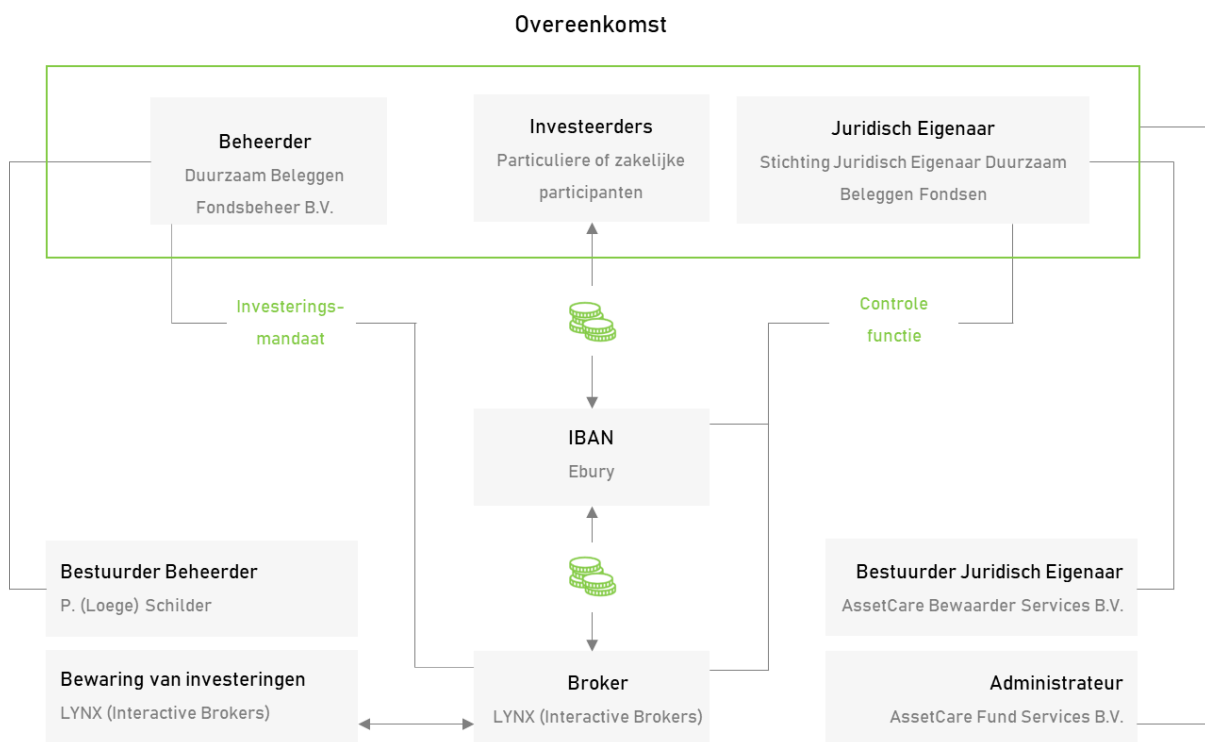 Overeenkomst
Beheerder
Duurzaam Beleggen
Fondsbeheer B.V.
Investeerders
Particuliere of zakelijke
participanten
Juridisch Eigenaar
Stichting Juridisch Eigenaar Duurzaam
Beleggen Fondsen
Investerings-
mandaat
Controle
functie
IBAN
Ebury
Bestuurder Beheerder
P. (Loege) Schilder
Bestuurder Juridisch Eigenaar
AssetCare Bewaarder Services B.V.
Bewaring van investeringen
LYNX (Interactive Brokers)
Broker
LYNX (Interactive Brokers)
Administrateur
AssetCare Fund Services B.V.